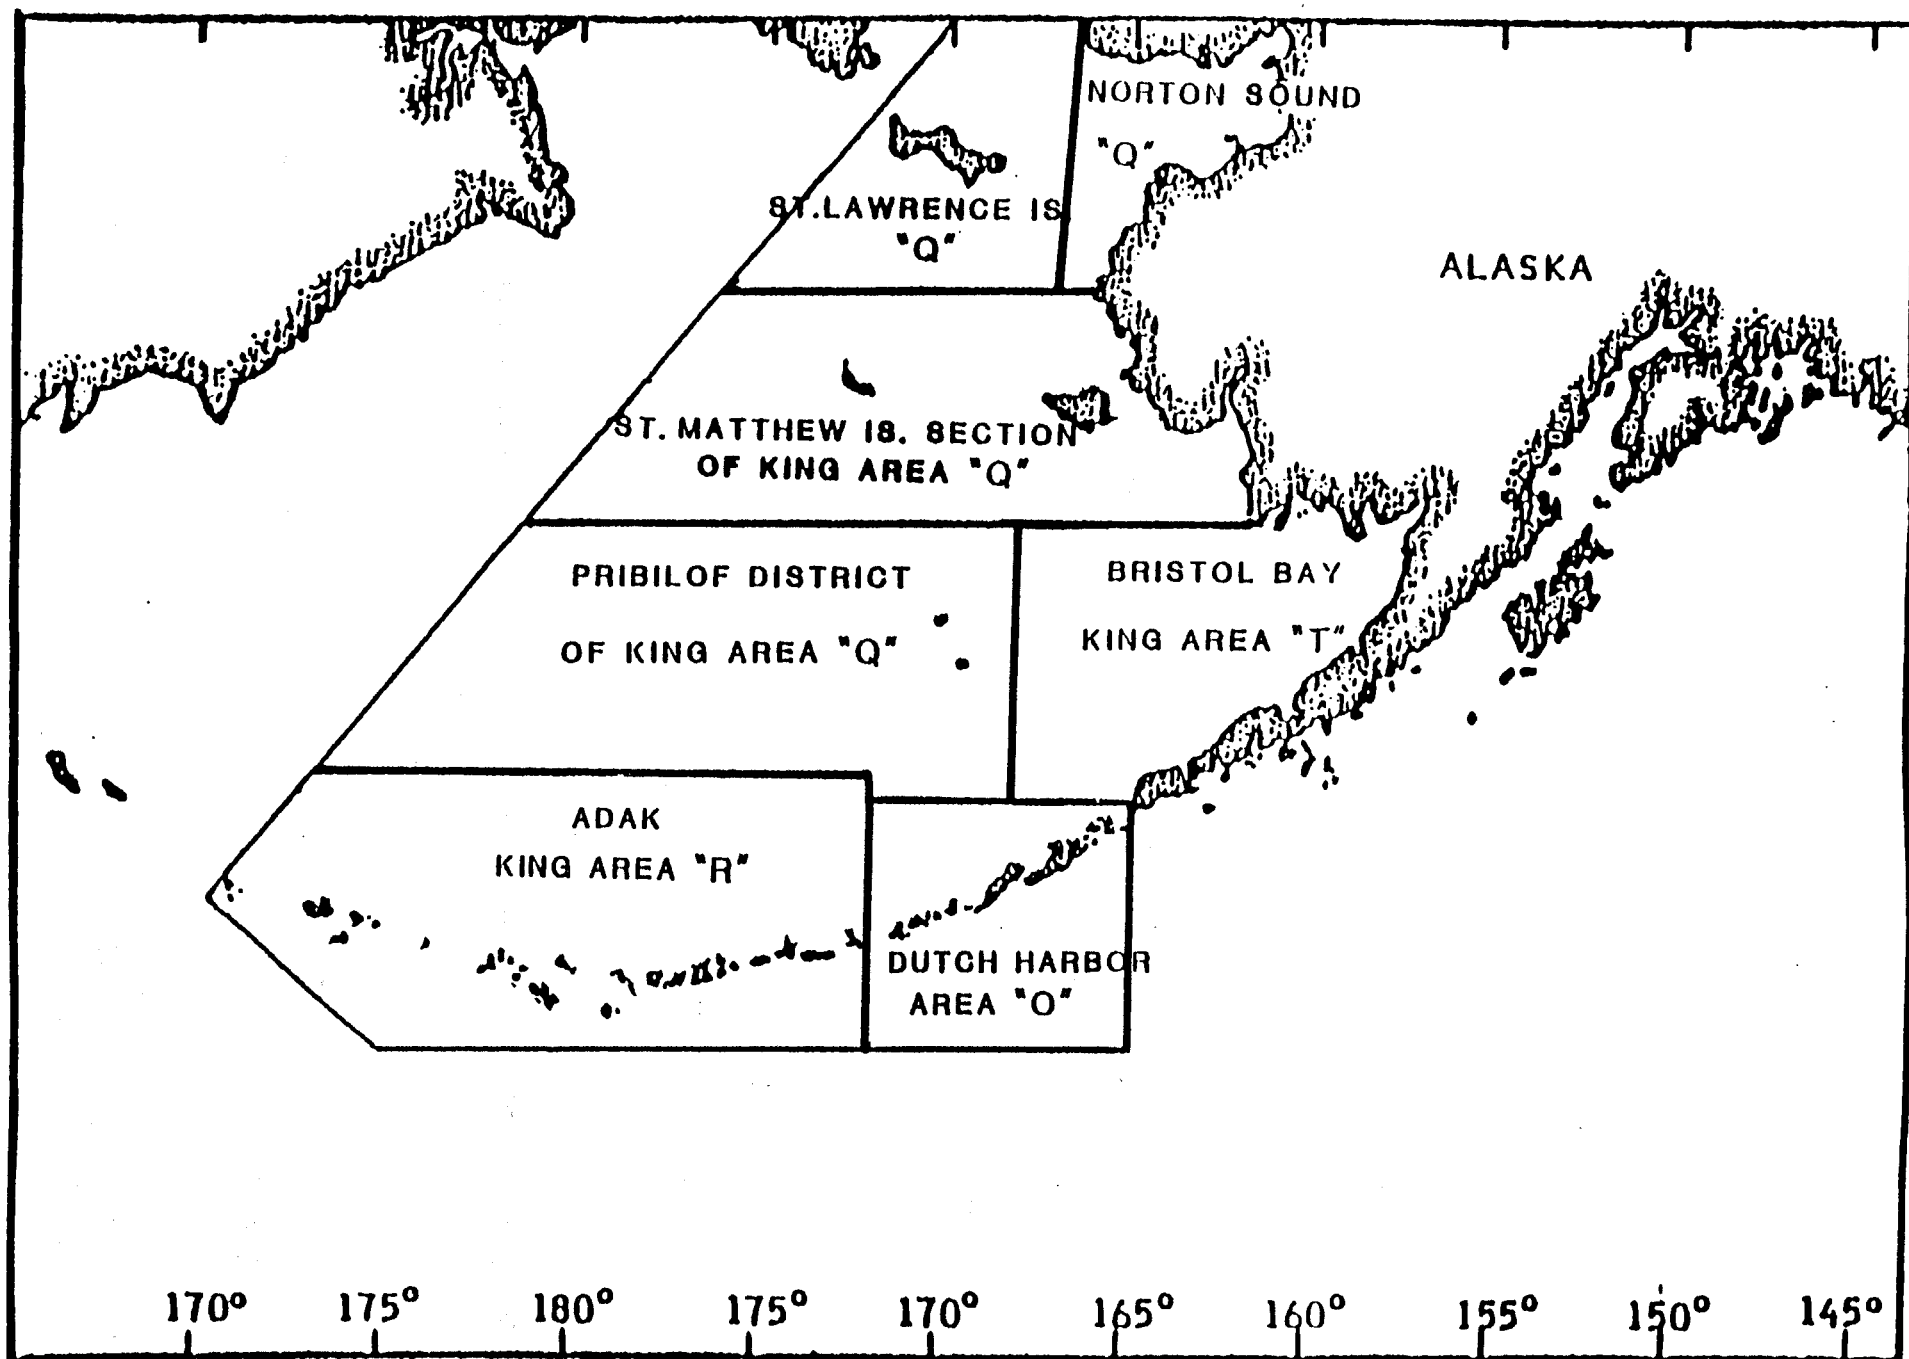 NORTON SOUND
"Q"
ST.LAWRENCE IS
"Q"
ALASKA
ST. MATTHEW IS. SECTION
OF KING AREA "Q"
PRIBILOF DISTRICT
OF KING AREA "Q"
BRISTOL BAY
KING AREA "T"
ADAK
KING AREA "R"
DUTCH HARBOR
AREA "O"
170° 175° 180° 175° 170° 165° 160° 155° 150° 145°